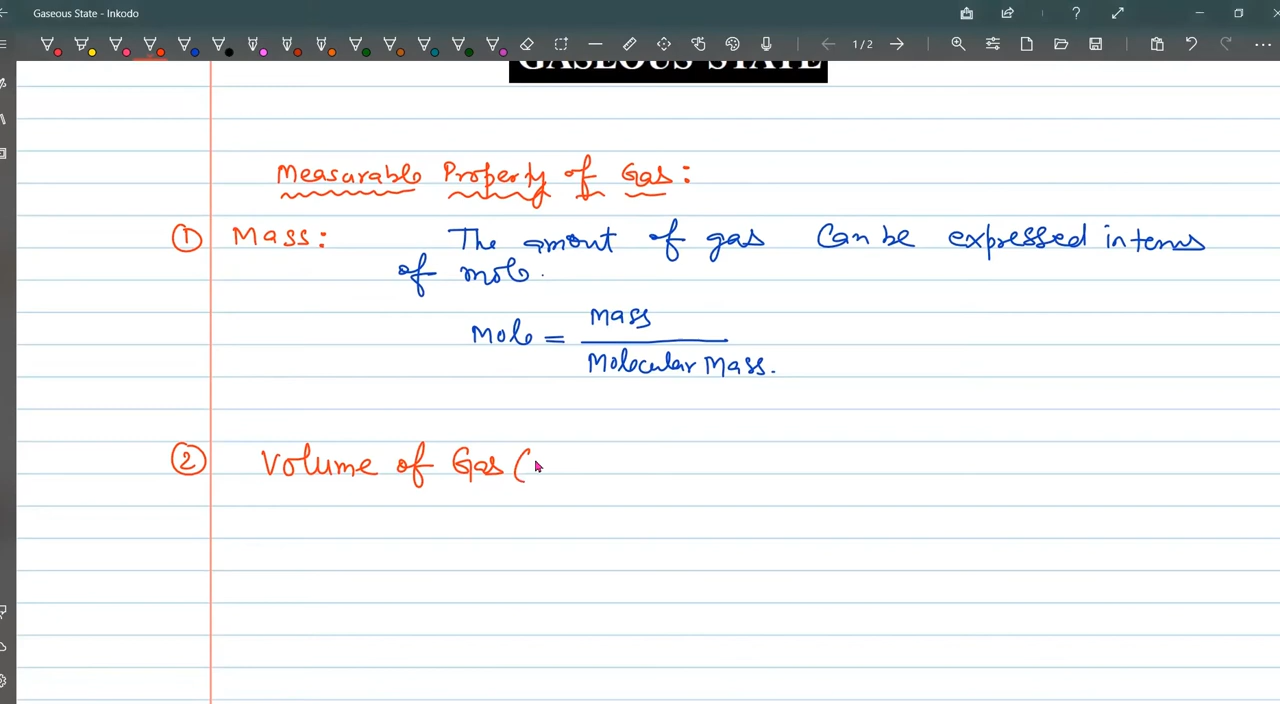 Gaseous State - Inkodo
1/2
GASEOUS STATE
Measurable Property of Gas:
① Mass: The amount of gas can be expressed in terms
of mole.
Mole = Mass
Molecular Mass.
② Volume of Gas (